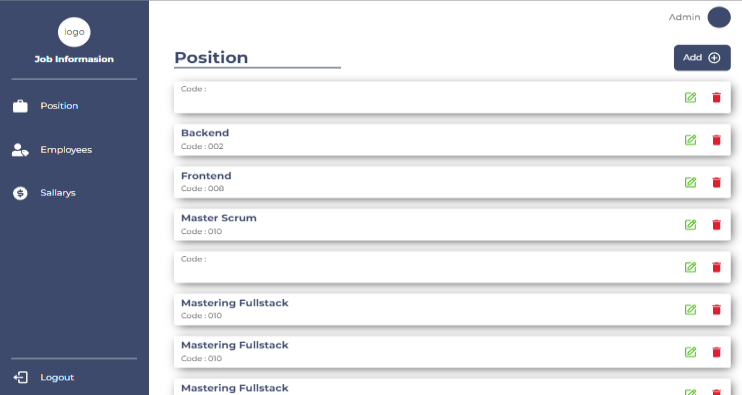 logo
Job Informasion
Position
Employees
Sallarys
Logout
Admin
Position
Add
Code :
Backend
Code : 002
Frontend
Code : 008
Master Scrum
Code : 010
Code :
Mastering Fullstack
Code : 010
Mastering Fullstack
Code : 010
Mastering Fullstack